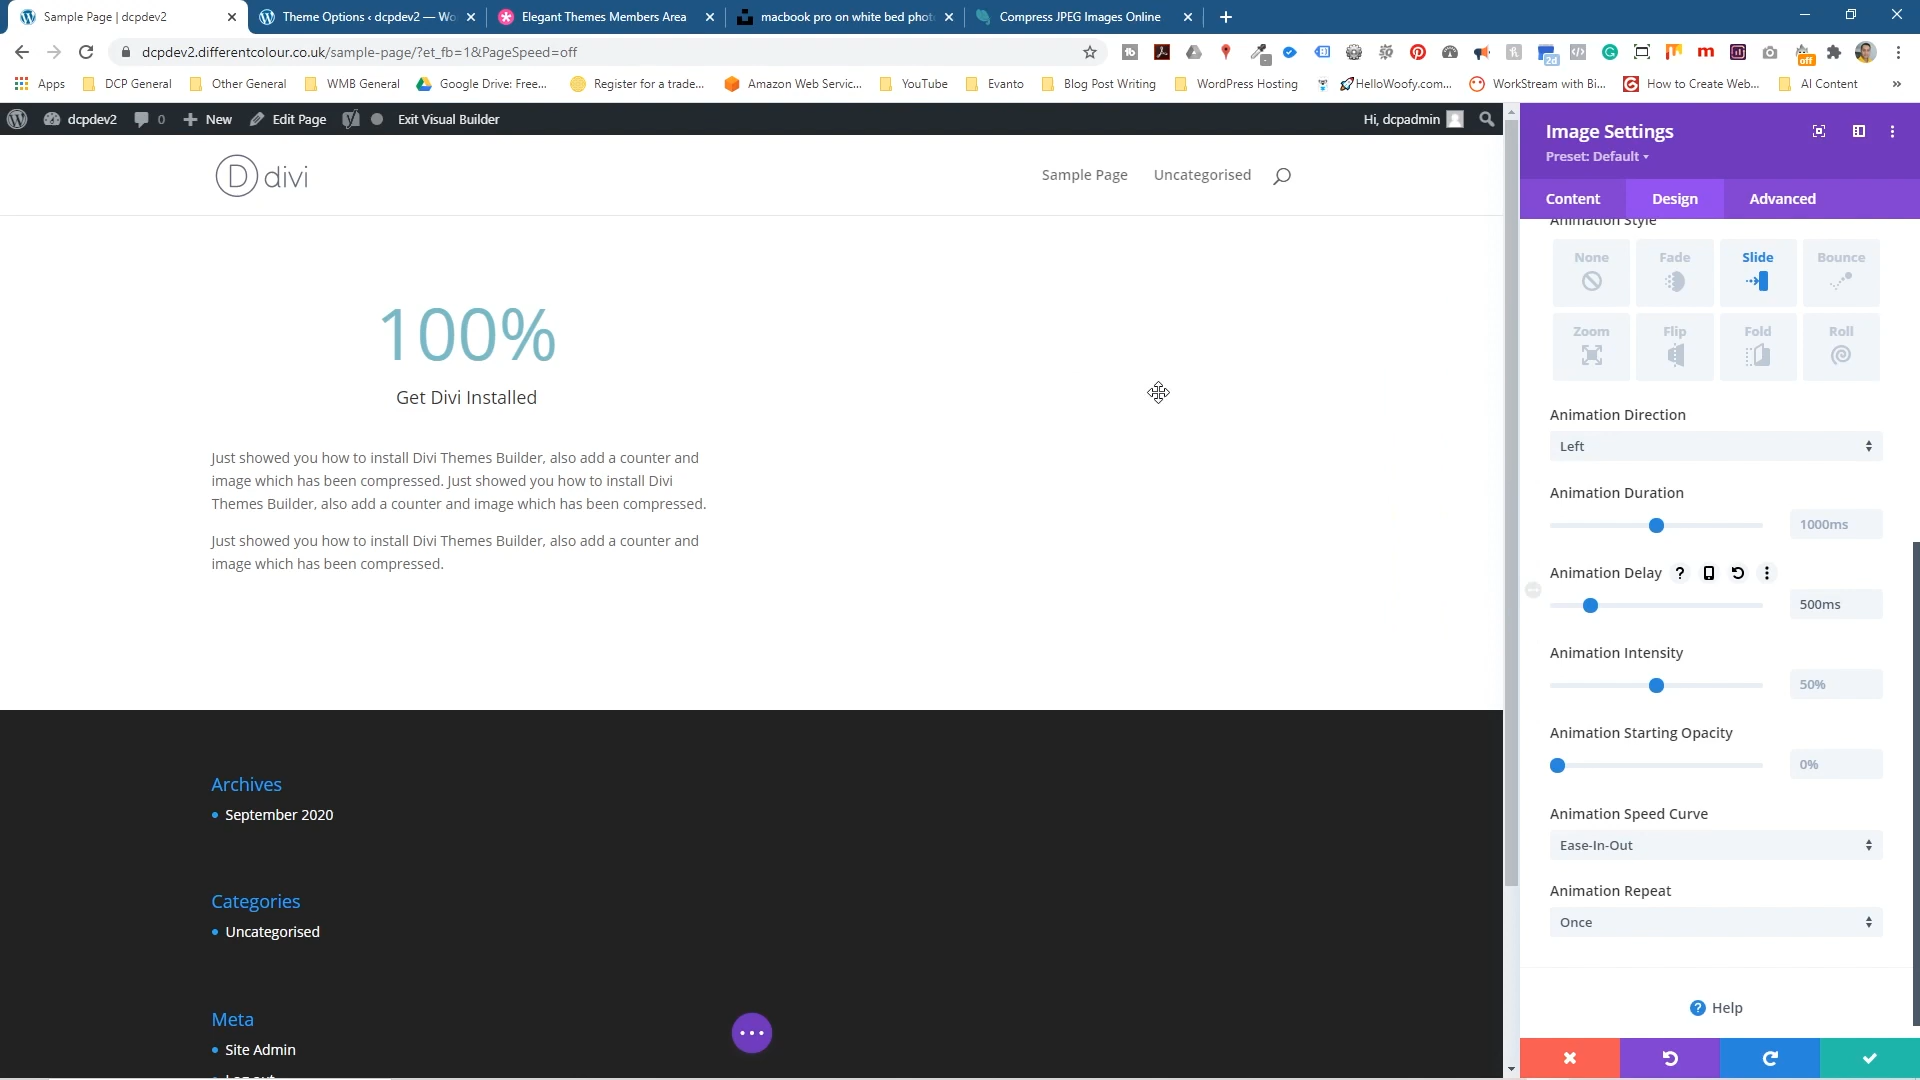 Sample Page | dcpdev2
Theme Options ‹ dcpdev2 — Wo
Elegant Themes Members Area
macbook pro on white bed phot
Compress JPEG Images Online
dcpdev2.differentcolour.co.uk/sample-page/?et_fb=1&PageSpeed=off
2d
off
Apps
DCP General
Other General
WMB General
Google Drive: Free...
Register for a trade...
Amazon Web Servic...
YouTube
Evanto
Blog Post Writing
WordPress Hosting
HelloWoofy.com...
WorkStream with Bi...
How to Create Web...
AI Content
»
dcpdev2
0
New
Edit Page
Exit Visual Builder
Hi, dcpadmin
D divi
Sample Page
Uncategorised
100%
Get Divi Installed
Just showed you how to install Divi Themes Builder, also add a counter and
image which has been compressed. Just showed you how to install Divi
Themes Builder, also add a counter and image which has been compressed.
Just showed you how to install Divi Themes Builder, also add a counter and
image which has been compressed.
Archives
September 2020
Categories
Uncategorised
Meta
Site Admin
Log out
Image Settings
Preset: Default
Content
Design
Advanced
Animation Style
None
Fade
Slide
Bounce
Zoom
Flip
Fold
Roll
Animation Direction
Left
Animation Duration
1000ms
Animation Delay ?
500ms
Animation Intensity
50%
Animation Starting Opacity
0%
Animation Speed Curve
Ease-In-Out
Animation Repeat
Once
? Help